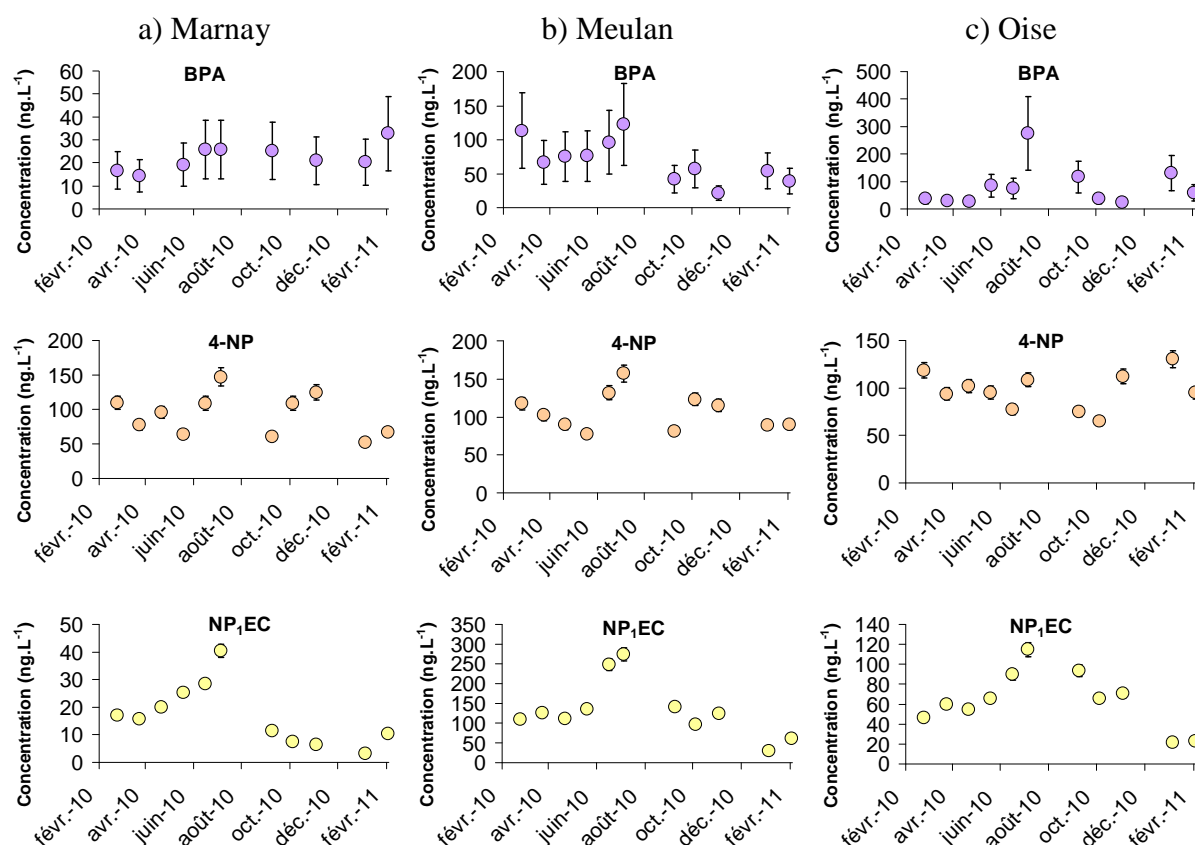 a) Marnay
b) Meulan
c) Oise
BPA
Concentration (ng.L-1)
60
50
40
30
20
10
0
févr.-10
avr.-10
juin-10
août-10
oct.-10
déc.-10
févr.-11
BPA
Concentration (ng.L-1)
200
150
100
50
0
févr.-10
avr.-10
juin-10
août-10
oct.-10
déc.-10
févr.-11
BPA
Concentration (ng.L-1)
500
400
300
200
100
0
févr.-10
avr.-10
juin-10
août-10
oct.-10
déc.-10
févr.-11
4-NP
Concentration (ng.L-1)
200
150
100
50
0
févr.-10
avr.-10
juin-10
août-10
oct.-10
déc.-10
févr.-11
4-NP
Concentration (ng.L-1)
200
150
100
50
0
févr.-10
avr.-10
juin-10
août-10
oct.-10
déc.-10
févr.-11
4-NP
Concentration (ng.L-1)
150
100
50
0
févr.-10
avr.-10
juin-10
août-10
oct.-10
déc.-10
févr.-11
NP₁EC
Concentration (ng.L-1)
50
40
30
20
10
0
févr.-10
avr.-10
juin-10
août-10
oct.-10
déc.-10
févr.-11
NP₁EC
Concentration (ng.L-1)
350
300
250
200
150
100
50
0
févr.-10
avr.-10
juin-10
août-10
oct.-10
déc.-10
févr.-11
NP₁EC
Concentration (ng.L-1)
140
120
100
80
60
40
20
0
févr.-10
avr.-10
juin-10
août-10
oct.-10
déc.-10
févr.-11